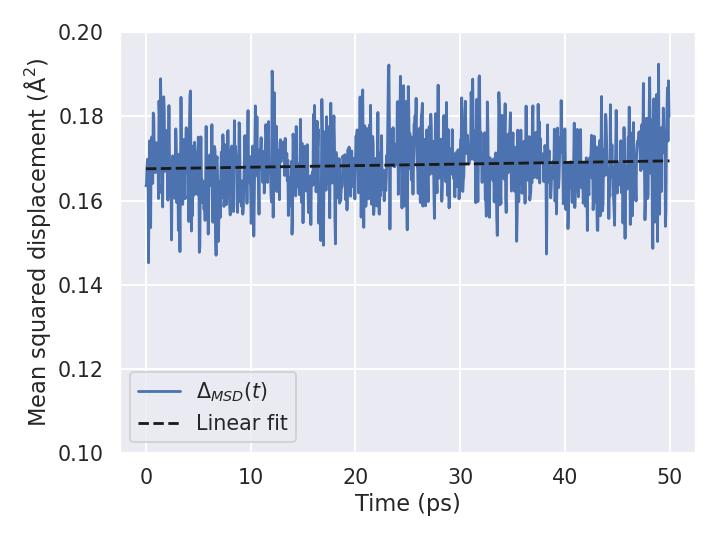 Mean squared displacement (Å²)
0.20
0.18
0.16
0.14
0.12
0.10
Δ_MSD(t)
Linear fit
0 10 20 30 40 50
Time (ps)